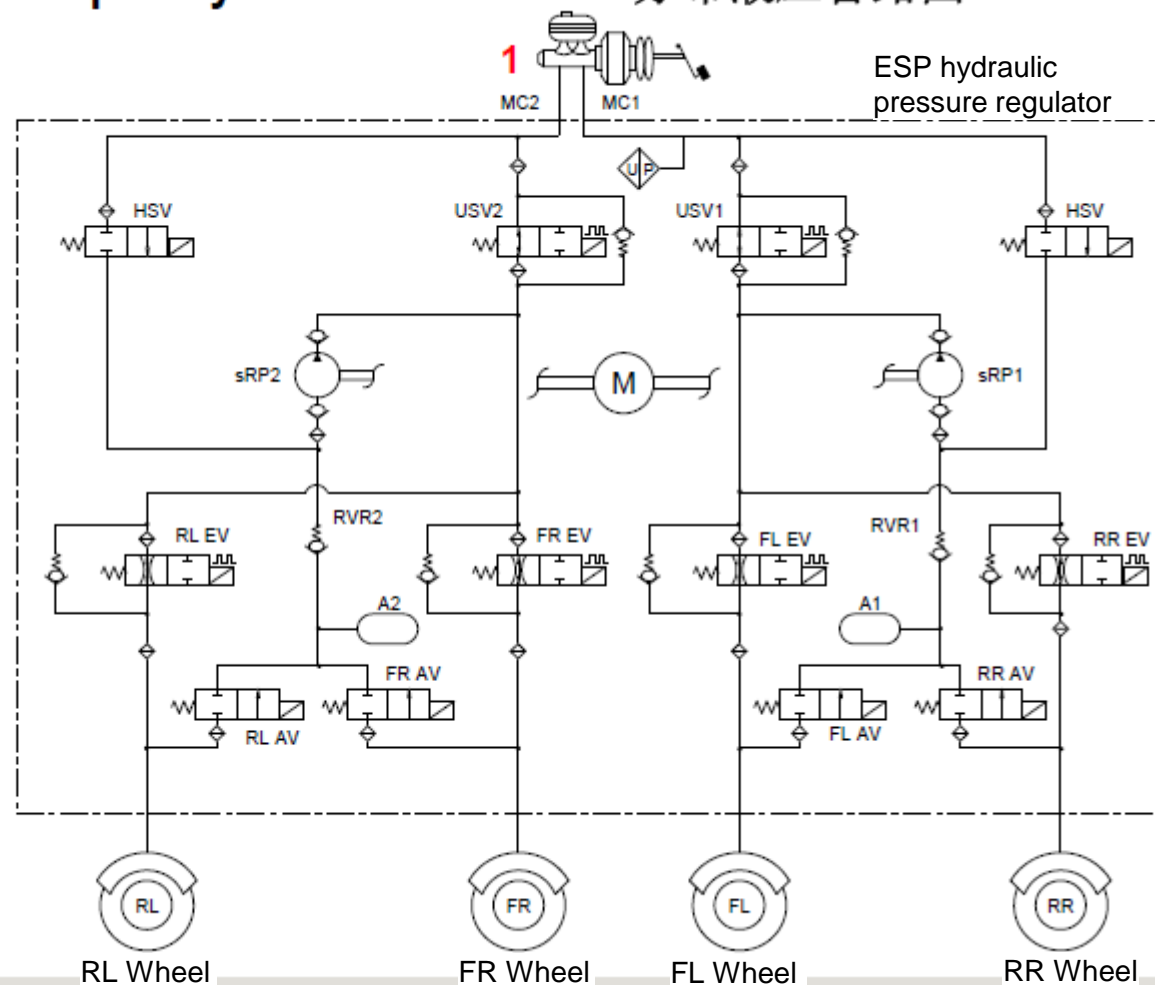 1
MC2
MC1
ESP hydraulic
pressure regulator
U P
HSV
USV2
USV1
HSV
sRP2
M
sRP1
RVR2
RVR1
RL EV
FR EV
FL EV
RR EV
A2
A1
FR AV
RR AV
RL AV
FL AV
RL
FR
FL
RR
RL Wheel
FR Wheel
FL Wheel
RR Wheel